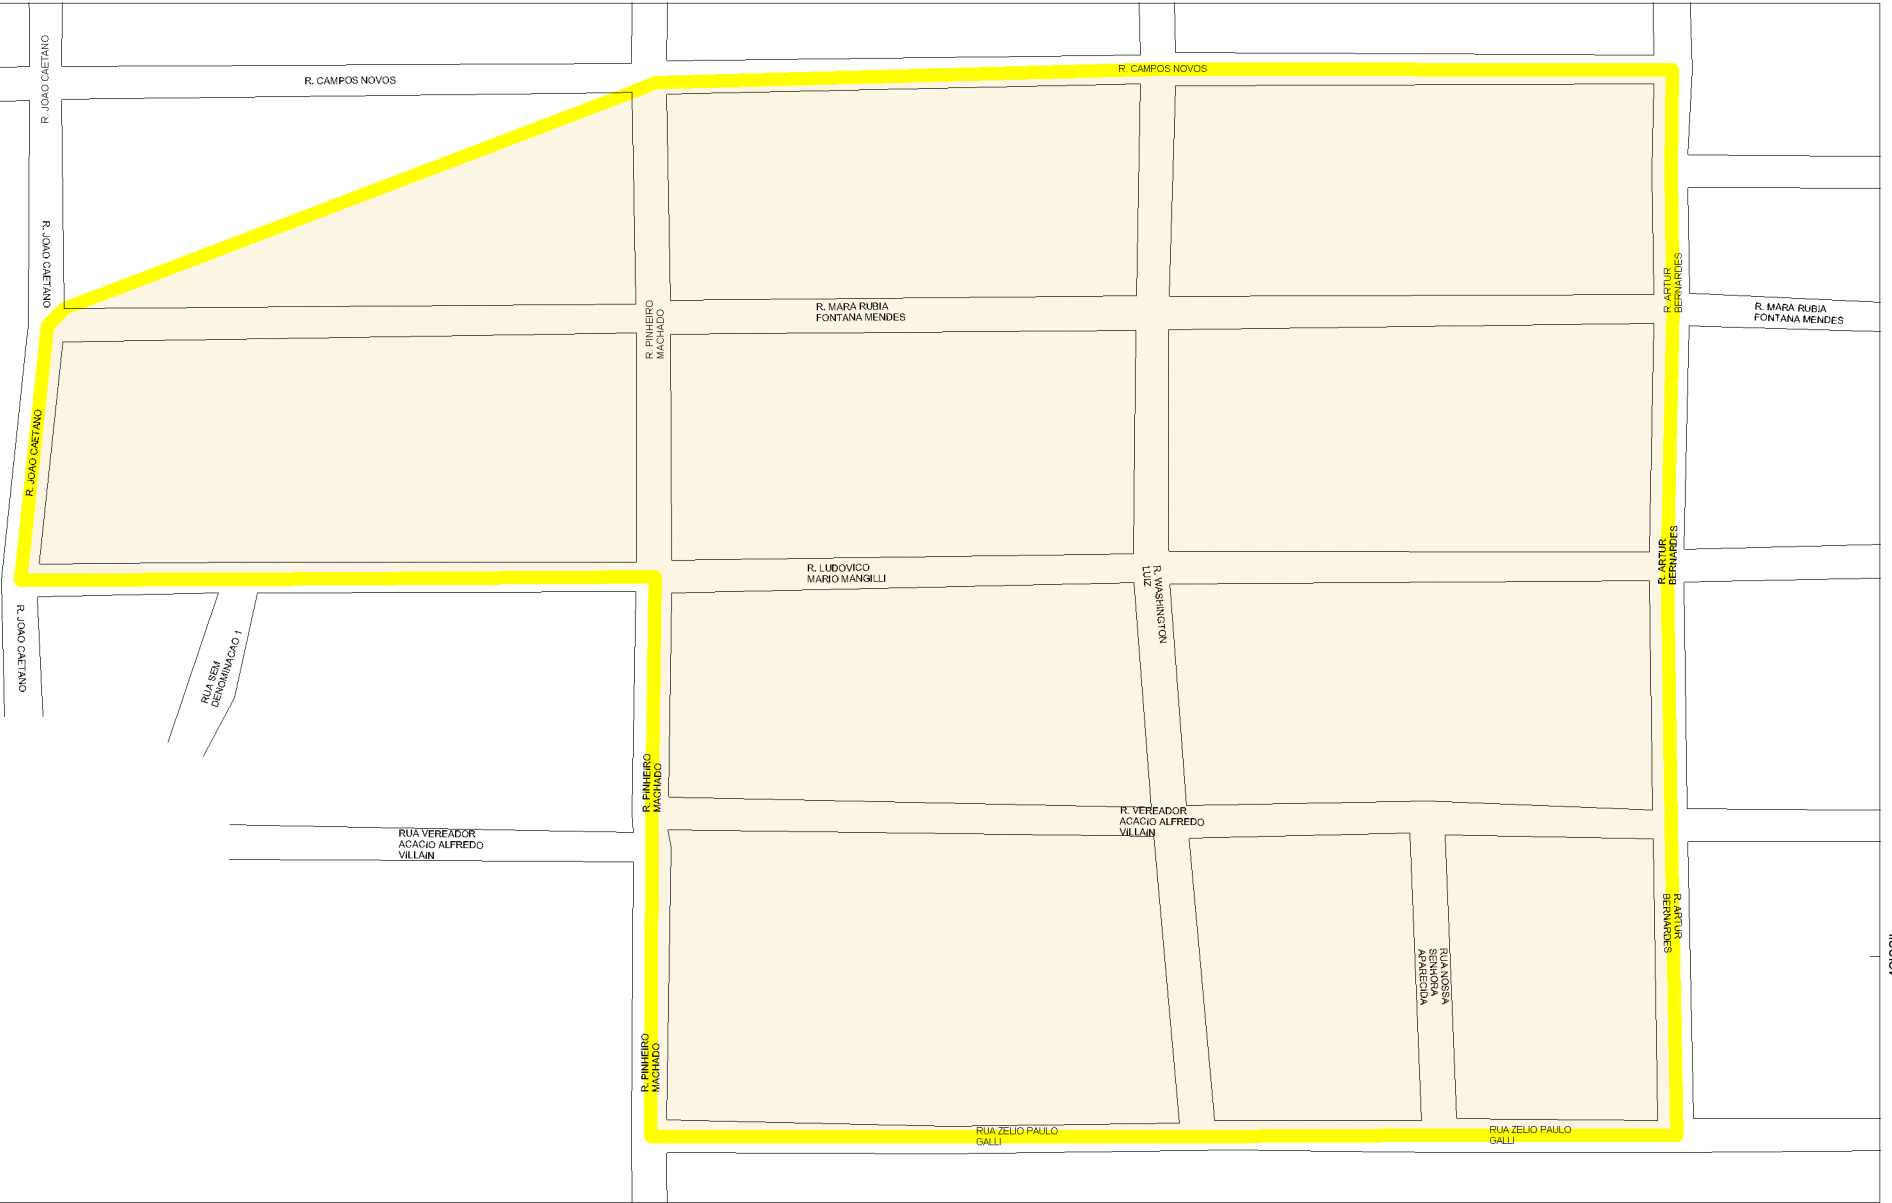 R. JOAO CAETANO
R. CAMPOS NOVOS
R. CAMPOS NOVOS
R. JOAO CAETANO
R. ARTUR
BERNARDES
R. MARA RUBIA
FONTANA MENDES
R. MARA RUBIA
FONTANA MENDES
R. PINHEIRO
MACHADO
R. JOAO CAETANO
R. ARTUR
BERNARDES
R. LUDOVICO
MARIO MANGILLI
R. WASHINGTON
LUIZ
R. JOAO CAETANO
RUA SEM
DENOMINACAO 1
R. PINHEIRO
MACHADO
R. VEREADOR
ACACIO ALFREDO
VILLAIN
RUA VEREADOR
ACACIO ALFREDO
VILLAIN
R. ARTUR
BERNARDES
RUA NOSSA
SENHORA
APARECIDA
R. PINHEIRO
MACHADO
RUA ZELIO PAULO
GALLI
RUA ZELIO PAULO
GALLI